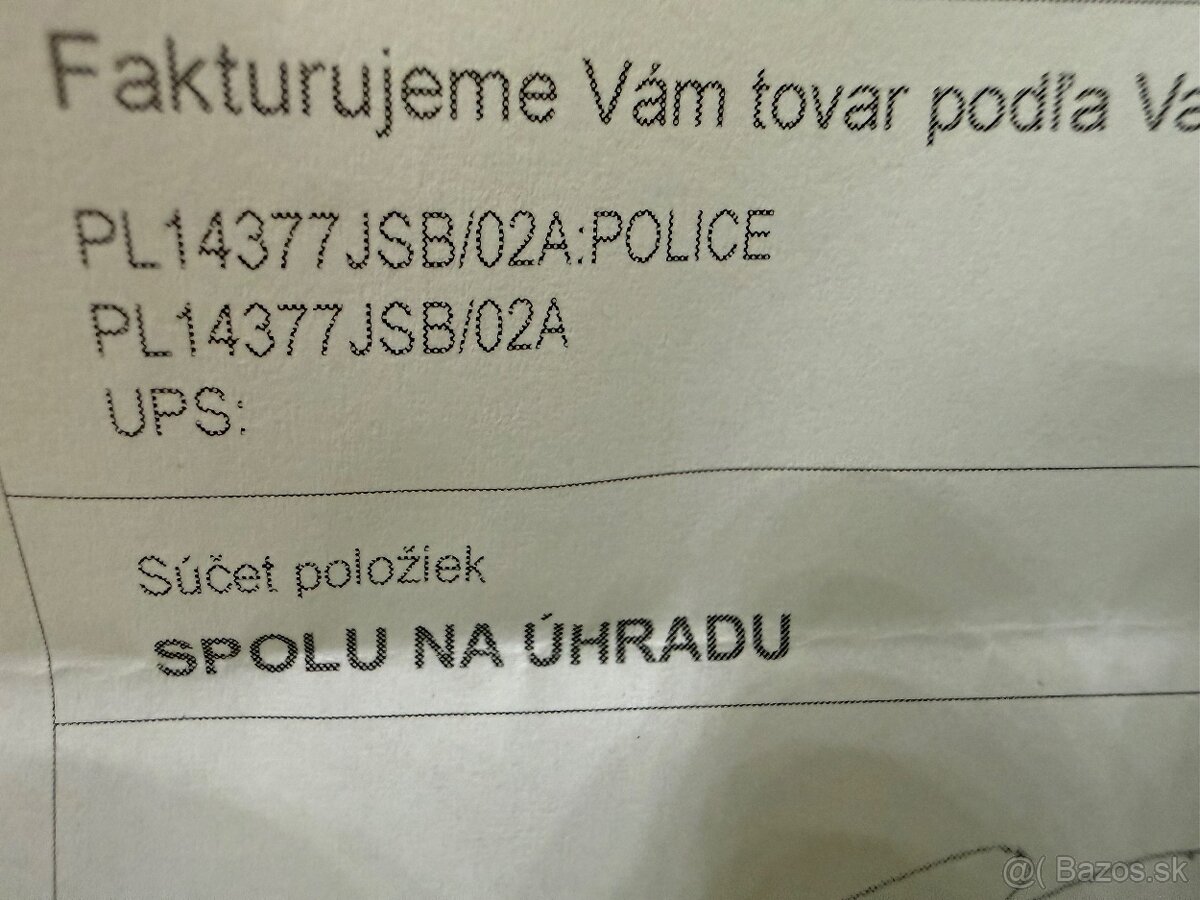 Fakturujeme Vám tovar podľa Va
PL14377JSB/02A:POLICE
PL14377JSB/02A
UPS:
Súčet položiek
SPOLU NA ÚHRADU
@( Bazos.sk